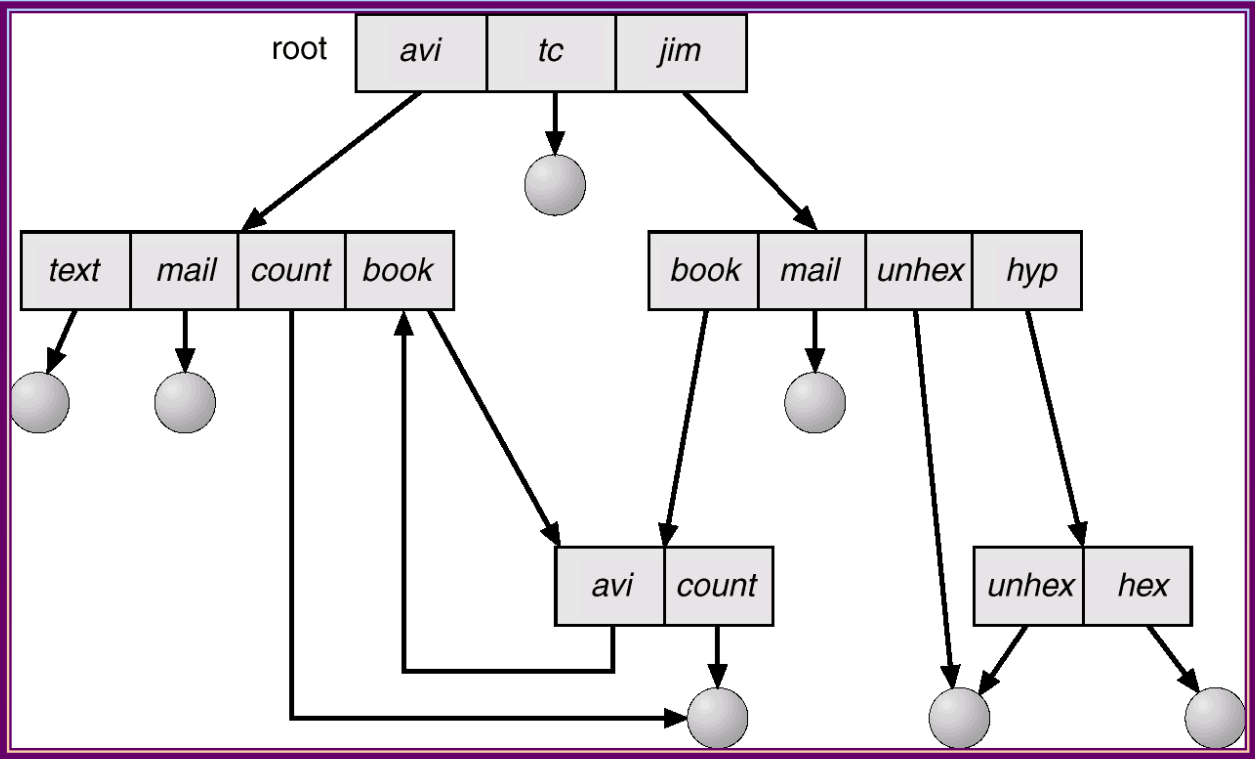 root avi tc jim
text mail count book book mail unhex hyp
avi count unhex hex